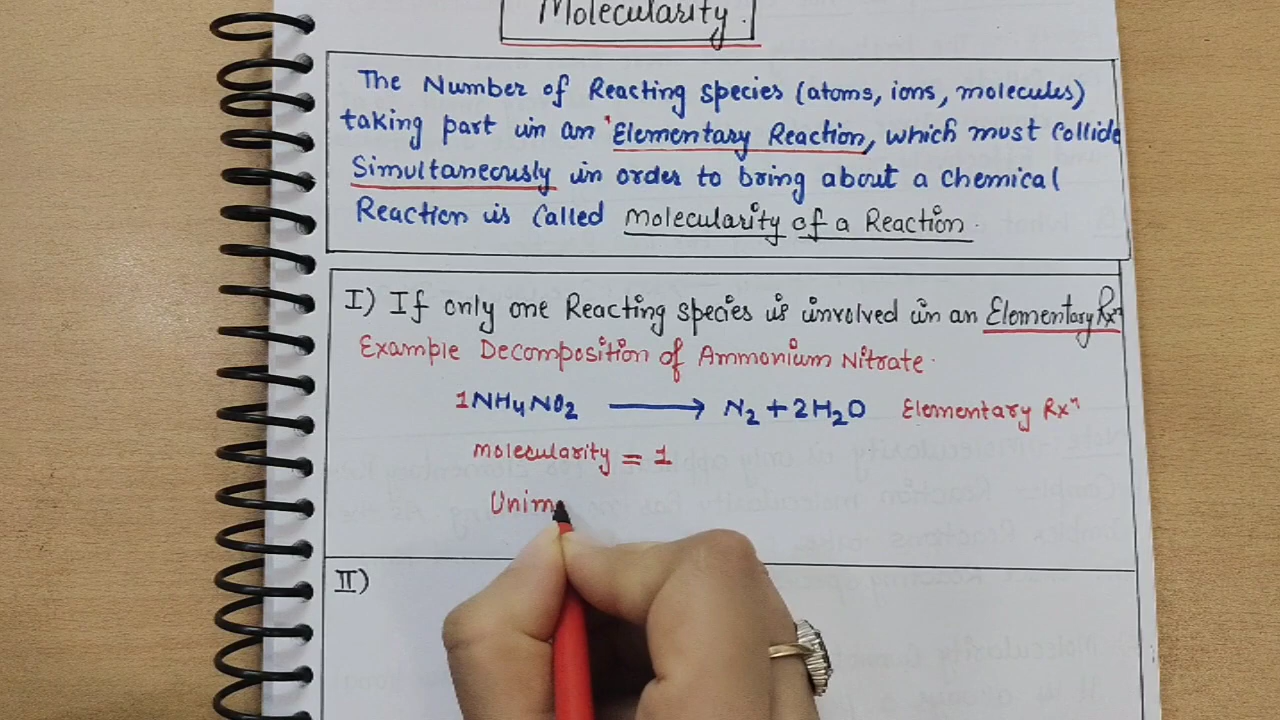 Molecularity.
The Number of Reacting species (atoms, ions, molecules)
taking part in an Elementary Reaction, which must collide
Simultaneously in order to bring about a chemical
Reaction is called Molecularity of a Reaction.
I) If only one Reacting species is involved in an Elementary Rxⁿ
Example Decomposition of Ammonium Nitrate.
1NH₄NO₂ ⟶ N₂ + 2H₂O Elementary Rxⁿ
Molecularity = 1
Unim
II)